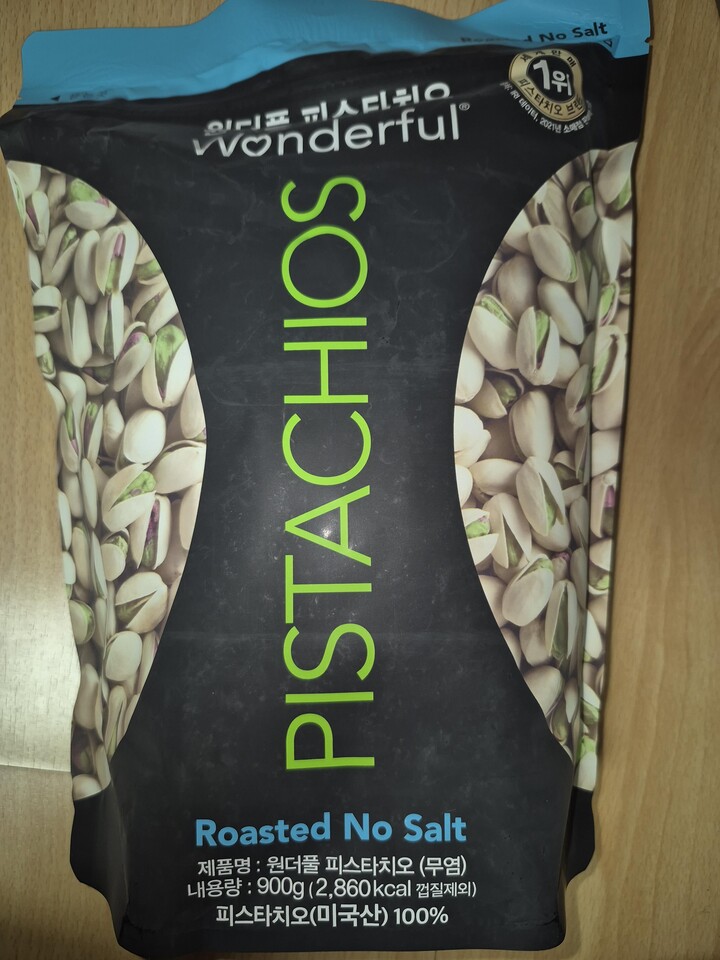 Roasted No Salt
1위
원더풀 피스타치오
Wonderful®
PISTACHIOS
Roasted No Salt
제품명 : 원더풀 피스타치오 (무염)
내용량 : 900g (2,860kcal 껍질제외)
피스타치오(미국산) 100%